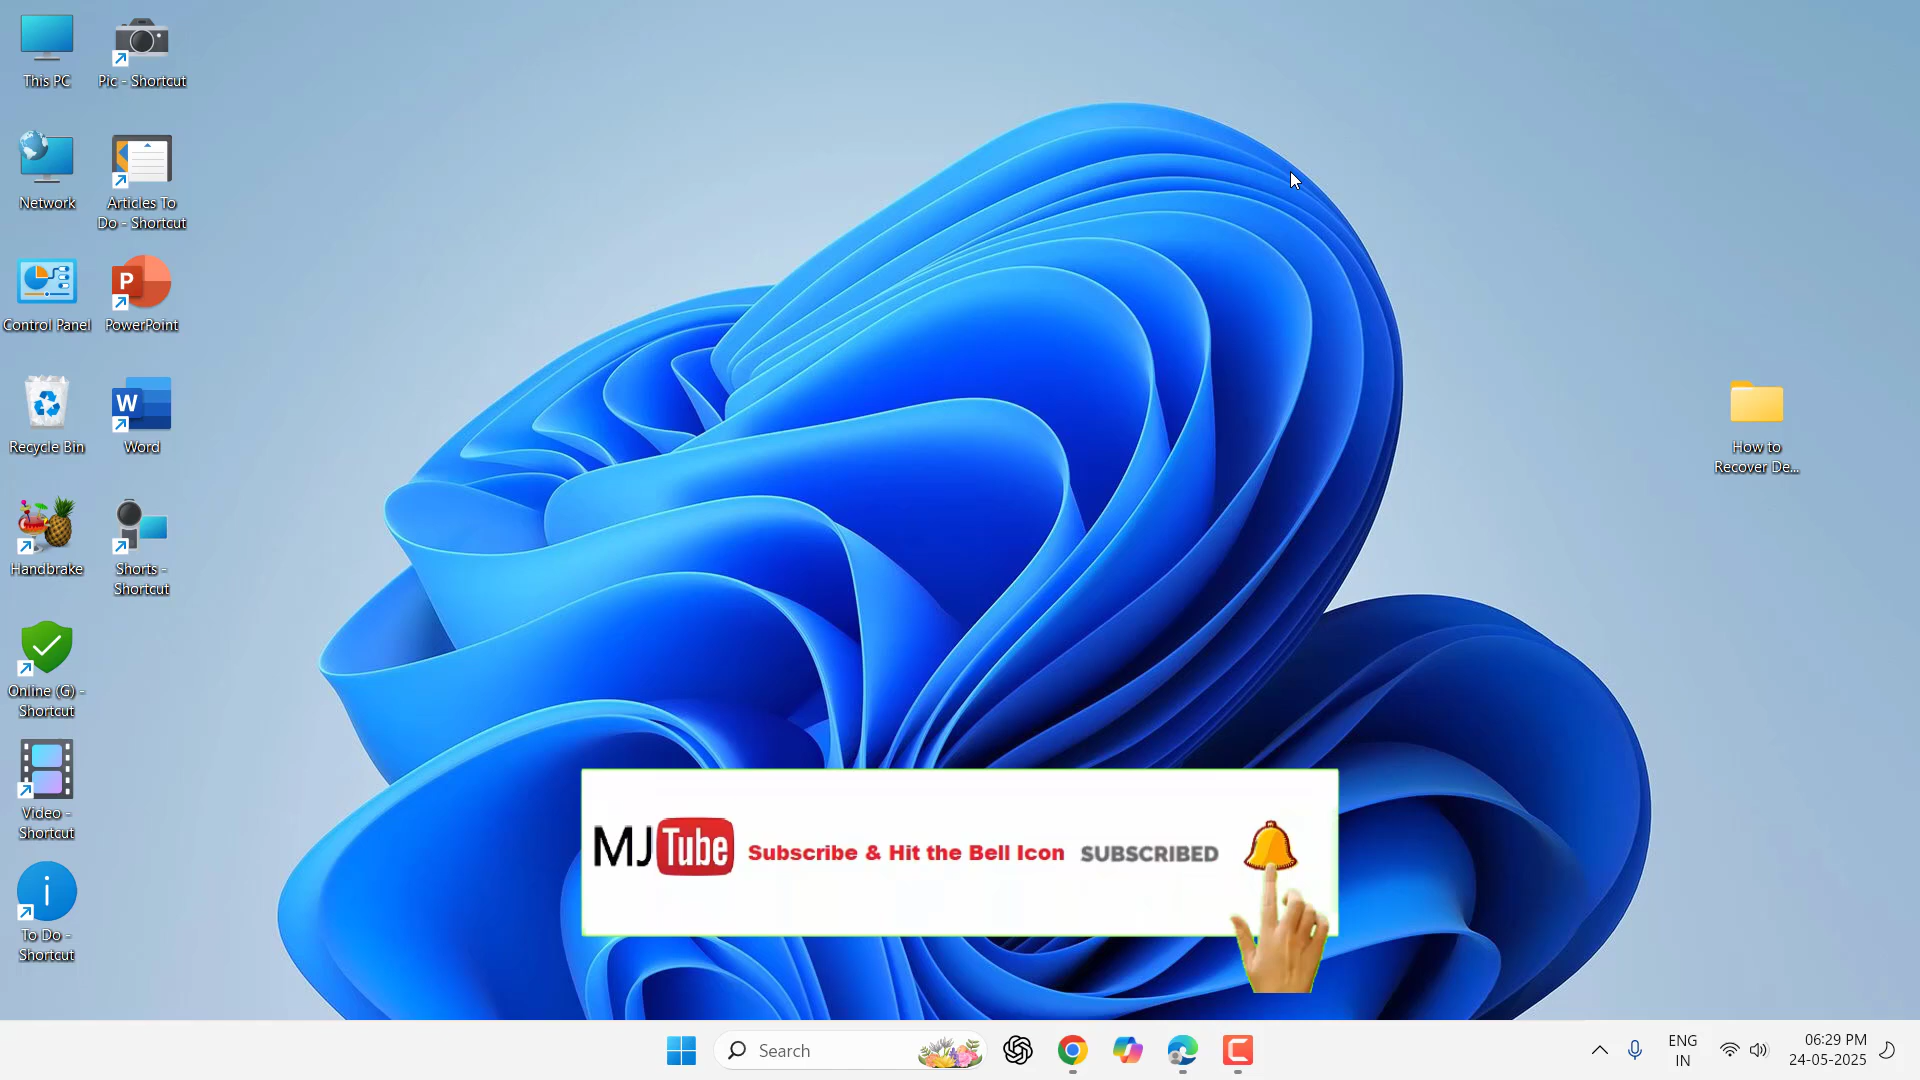 This PC
Pic - Shortcut
Network
Articles To
Do - Shortcut
Control Panel
P
PowerPoint
Recycle Bin
W
Word
Handbrake
Shorts -
Shortcut
Online (G) -
Shortcut
Video -
Shortcut
To Do -
Shortcut
How to
Recover De...
MJ Tube
Subscribe & Hit the Bell Icon
SUBSCRIBED
Search
ENG
IN
06:29 PM
24-05-2025